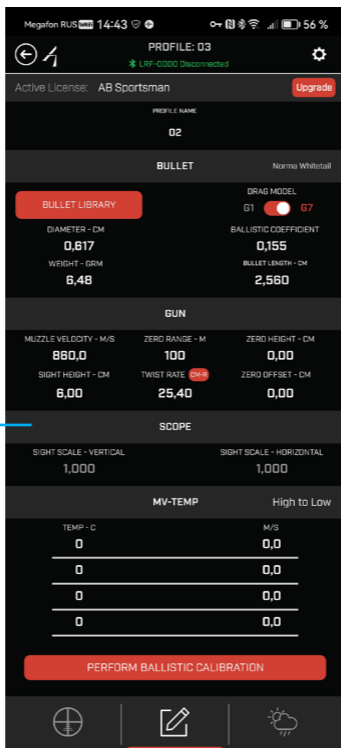 Megafon RUS 14:43 56 %
PROFILE: 03
LRF-0000 Disconnected
Active License: AB Sportsman Upgrade
PROFILE NAME
02
BULLET Norma Whitetail
BULLET LIBRARY
DRAG MODEL
G1 G7
DIAMETER - CM BALLISTIC COEFFICIENT
0,617 0,155
WEIGHT - GRM BULLET LENGTH - CM
6,48 2,560
GUN
MUZZLE VELOCITY - M/S ZERO RANGE - M ZERO HEIGHT - CM
860,0 100 0,00
SIGHT HEIGHT - CM TWIST RATE CM-R ZERO OFFSET - CM
6,00 25,40 0,00
SCOPE
SIGHT SCALE - VERTICAL SIGHT SCALE - HORIZONTAL
1,000 1,000
MV-TEMP High to Low
TEMP - C M/S
0 0,0
0 0,0
0 0,0
0 0,0
PERFORM BALLISTIC CALIBRATION